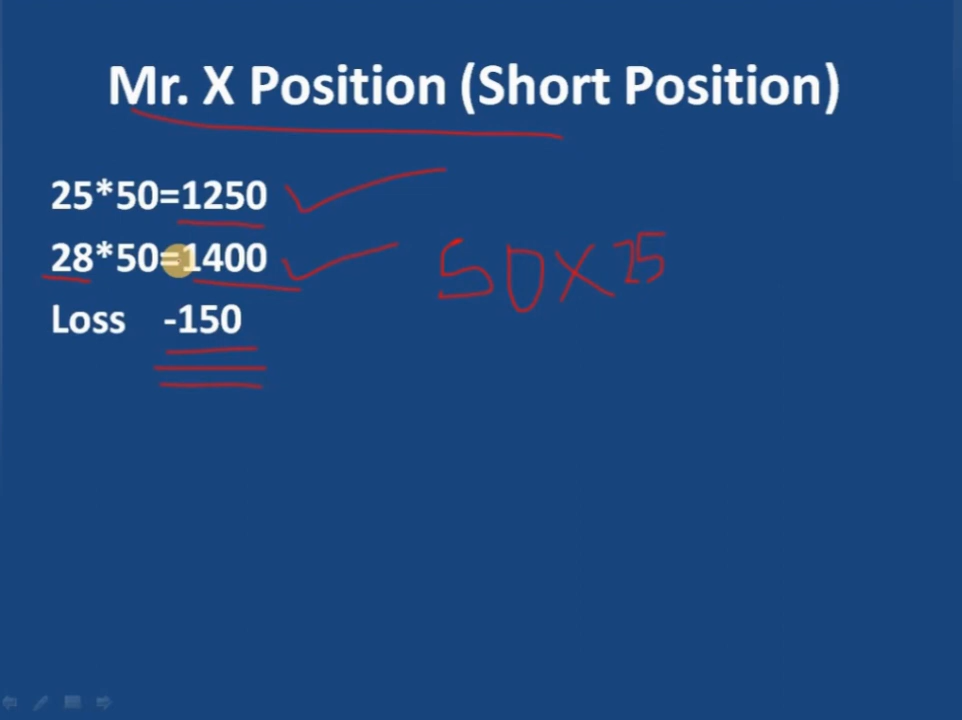 Mr. X Position (Short Position)
25*50=1250
28*50=1400
50X25
Loss -150